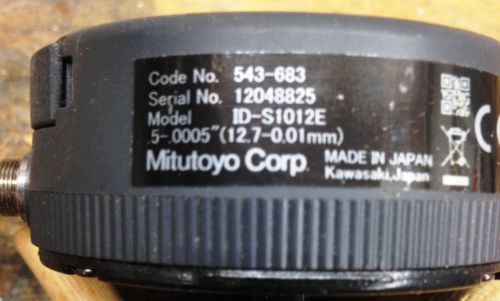 Code No. 543-683
Serial No. 12048825
Model ID-S1012E
.5-.0005"(12.7-0.01mm)
Mitutoyo Corp. MADE IN JAPAN
Kawasaki,Japan
CE